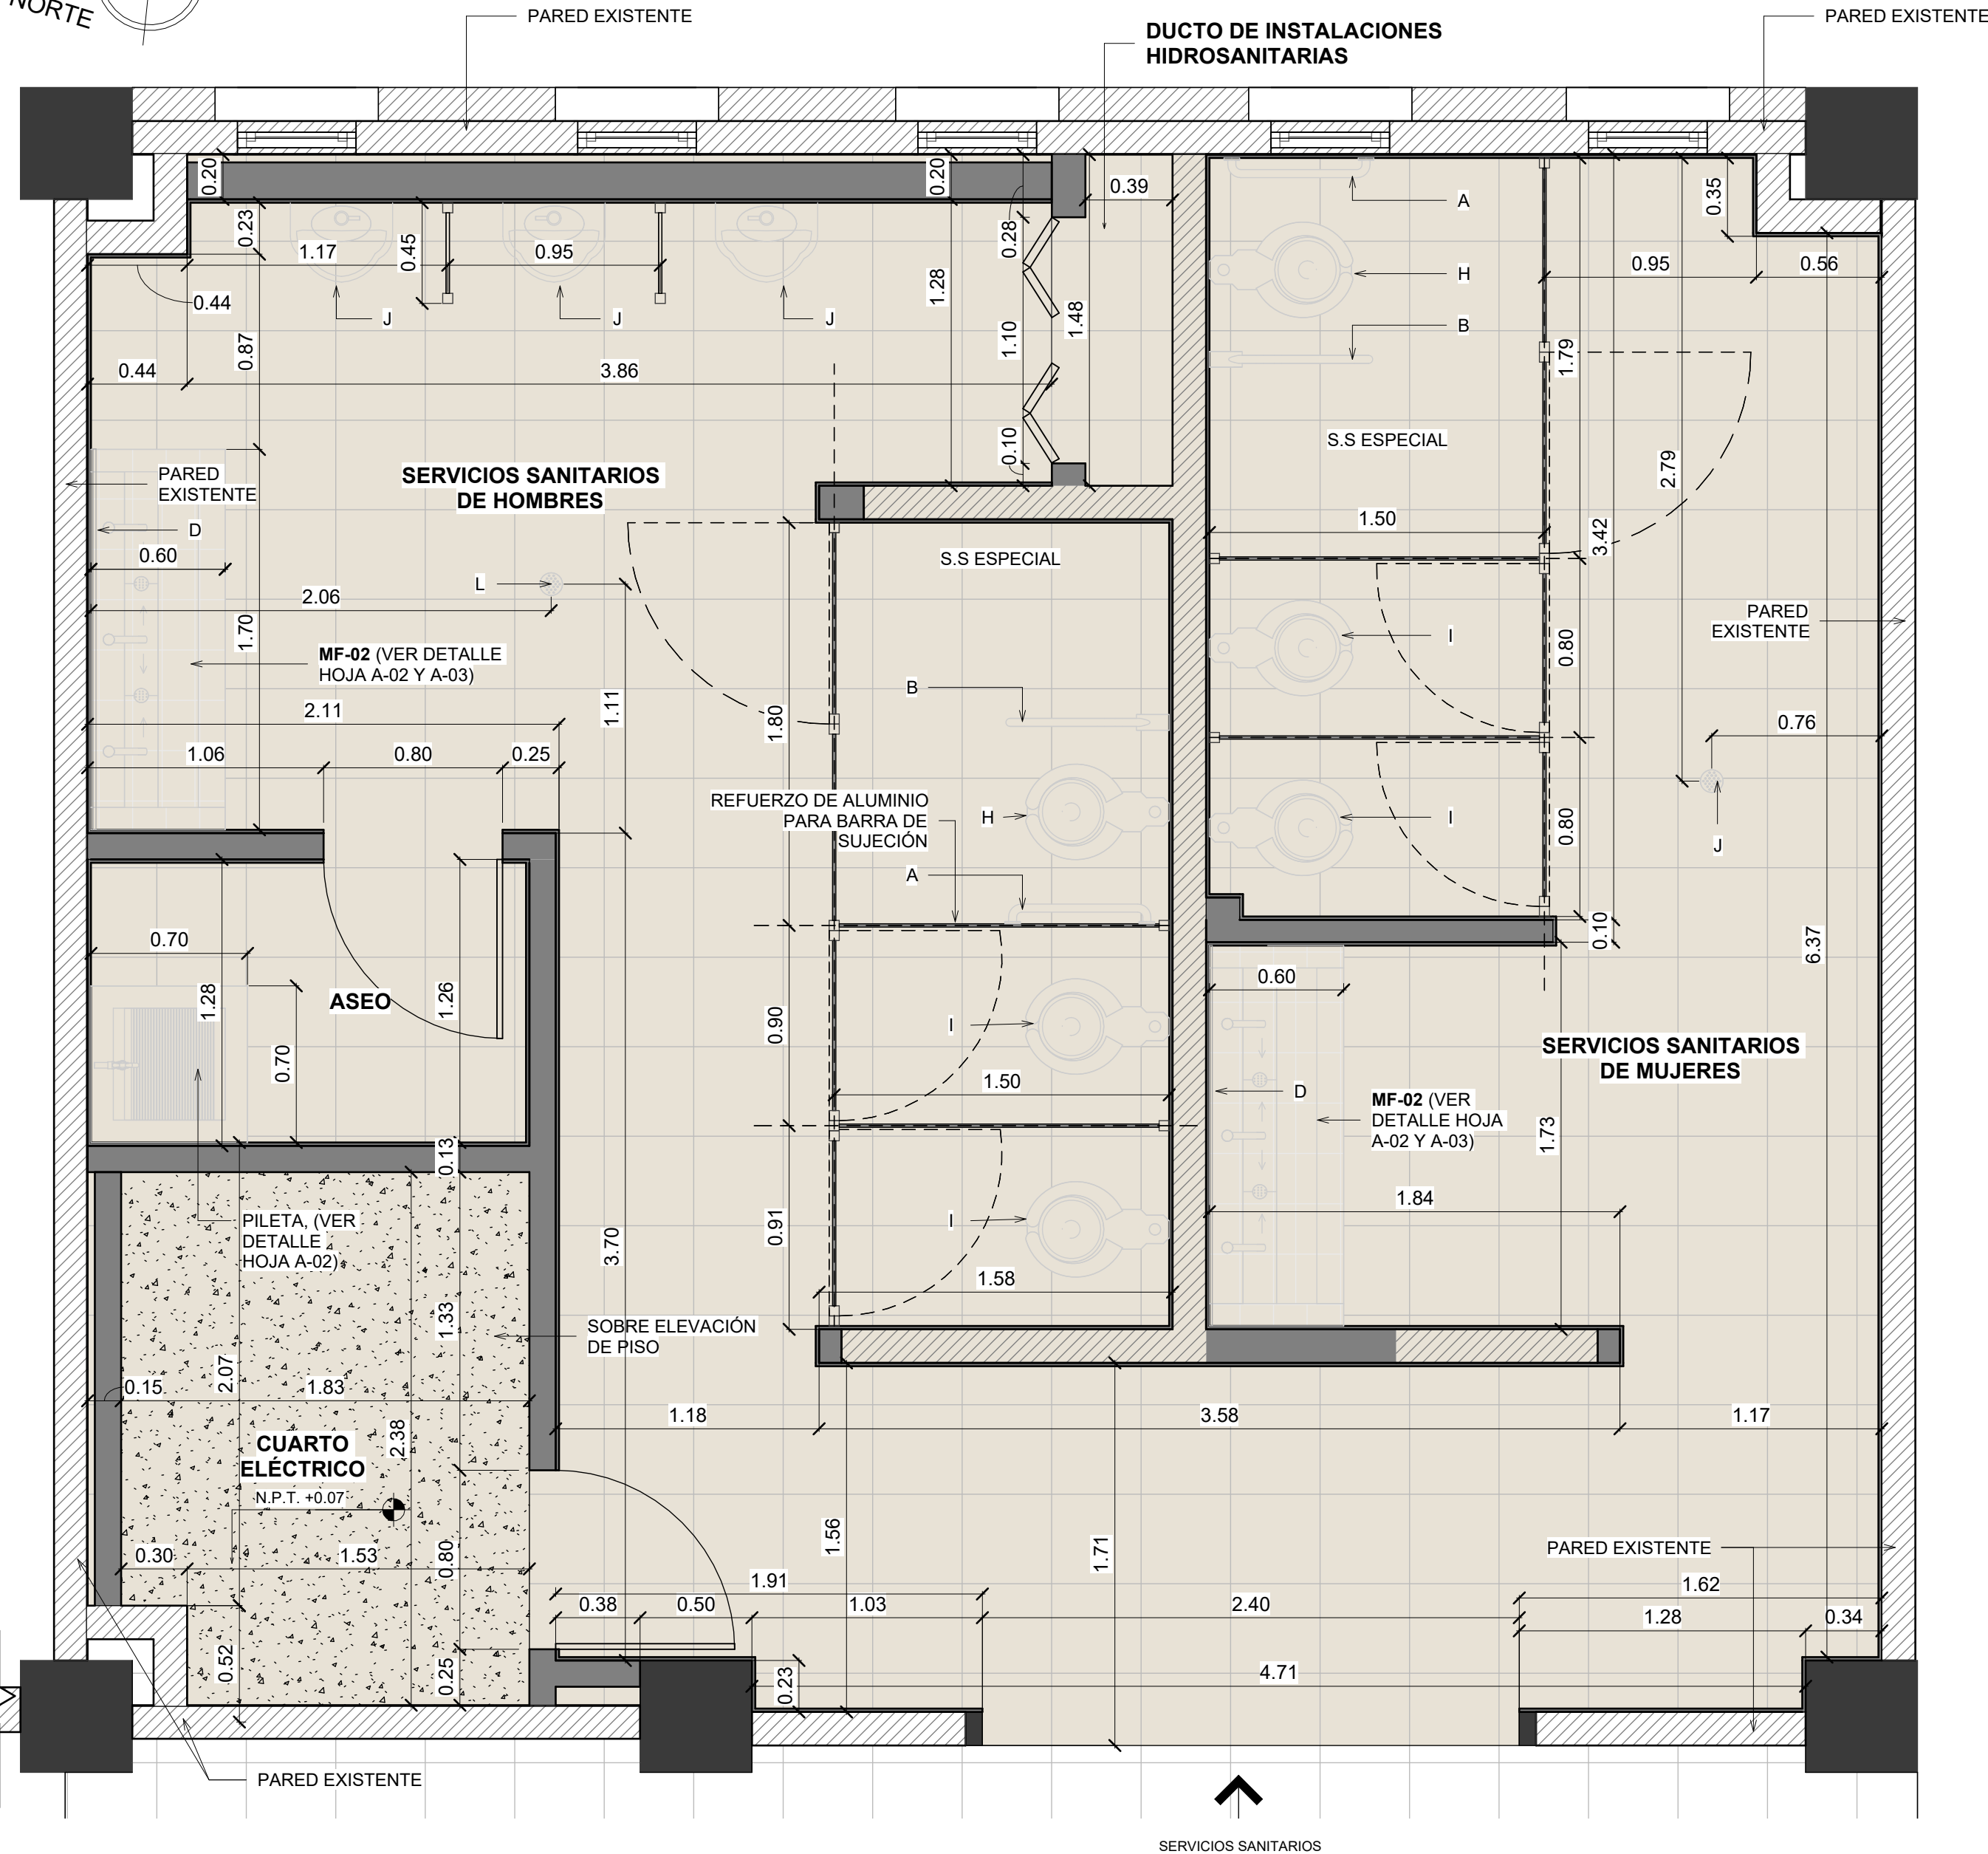 NORTE
PARED EXISTENTE
PARED EXISTENTE
DUCTO DE INSTALACIONES
HIDROSANITARIAS
0.20
0.20
0.39
A
0.35
0.23
1.17
0.45
0.95
0.28
1.28
H
0.95
0.56
0.44
J
J
J
1.48
B
0.87
1.10
1.79
0.44
3.86
0.10
S.S ESPECIAL
2.79
SERVICIOS SANITARIOS
DE HOMBRES
PARED
EXISTENTE
1.50
3.42
D
0.60
S.S ESPECIAL
L
2.06
1.70
I
0.80
PARED
EXISTENTE
MF-02 (VER DETALLE
HOJA A-02 Y A-03)
B
2.11
1.11
1.80
0.76
1.06
0.80
0.25
REFUERZO DE ALUMINIO
PARA BARRA DE
SUJECIÓN
H
I
0.80
J
A
0.10
0.70
6.37
ASEO
1.28
1.26
0.60
0.70
0.90
I
1.50
SERVICIOS SANITARIOS
DE MUJERES
D
MF-02 (VER
DETALLE HOJA
A-02 Y A-03)
1.73
0.13
1.84
PILETA, (VER
DETALLE
HOJA A-02)
3.70
0.91
I
1.58
1.33
SOBRE ELEVACIÓN
DE PISO
2.07
0.15
1.83
1.18
3.58
1.17
2.38
CUARTO
ELÉCTRICO
N.P.T. +0.07
1.56
1.71
PARED EXISTENTE
0.30
1.53
0.80
1.91
1.62
0.38
0.50
1.03
2.40
1.28
0.34
0.52
0.25
0.23
4.71
PARED EXISTENTE
SERVICIOS SANITARIOS